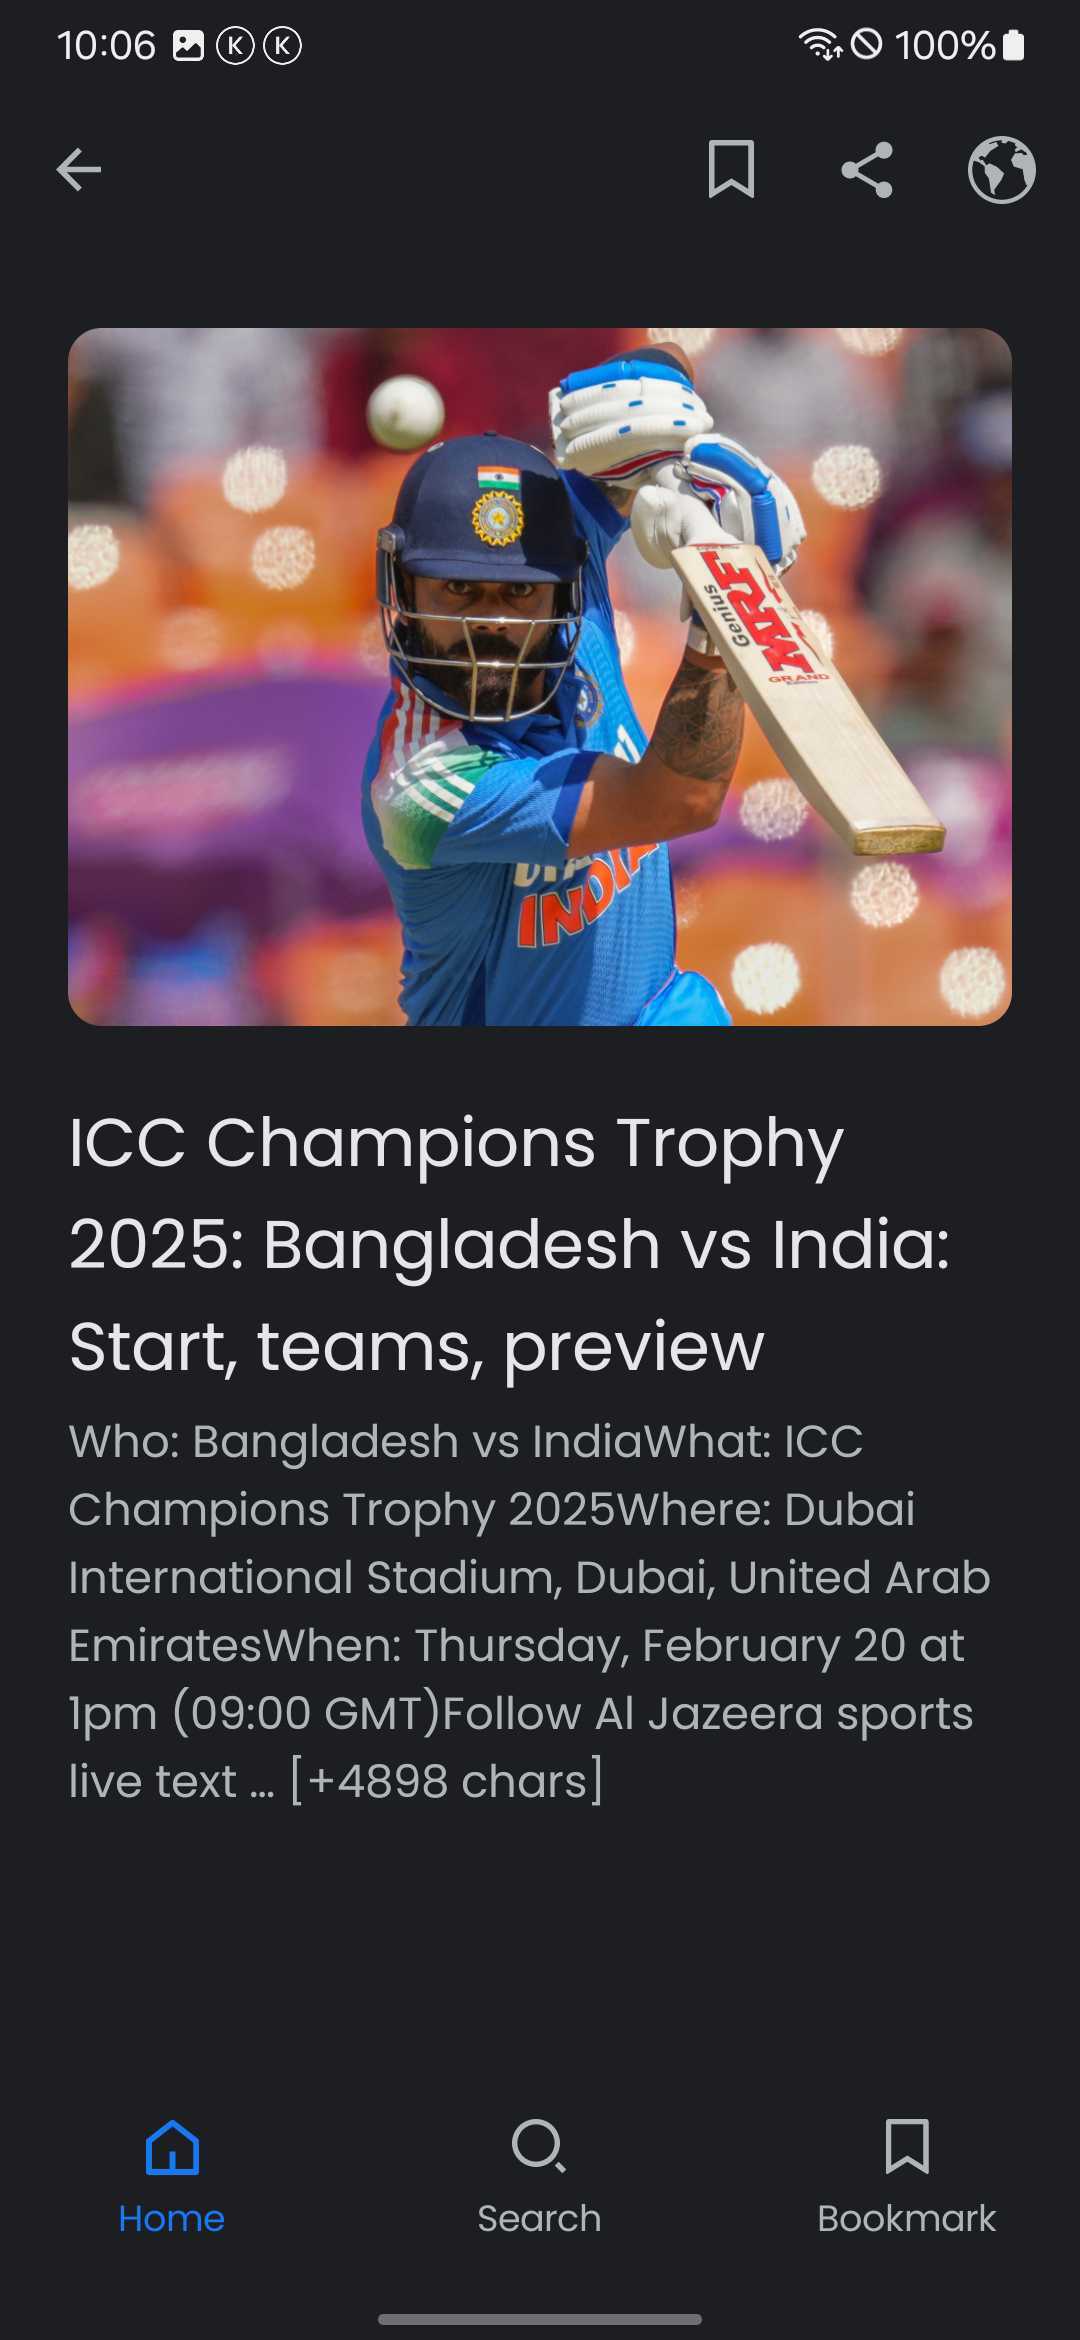 10:06 K K 100%
Genius
MRF
GRAND
INDIA
ICC Champions Trophy
2025: Bangladesh vs India:
Start, teams, preview
Who: Bangladesh vs IndiaWhat: ICC
Champions Trophy 2025Where: Dubai
International Stadium, Dubai, United Arab
EmiratesWhen: Thursday, February 20 at
1pm (09:00 GMT)Follow Al Jazeera sports
live text … [+4898 chars]
Home Search Bookmark